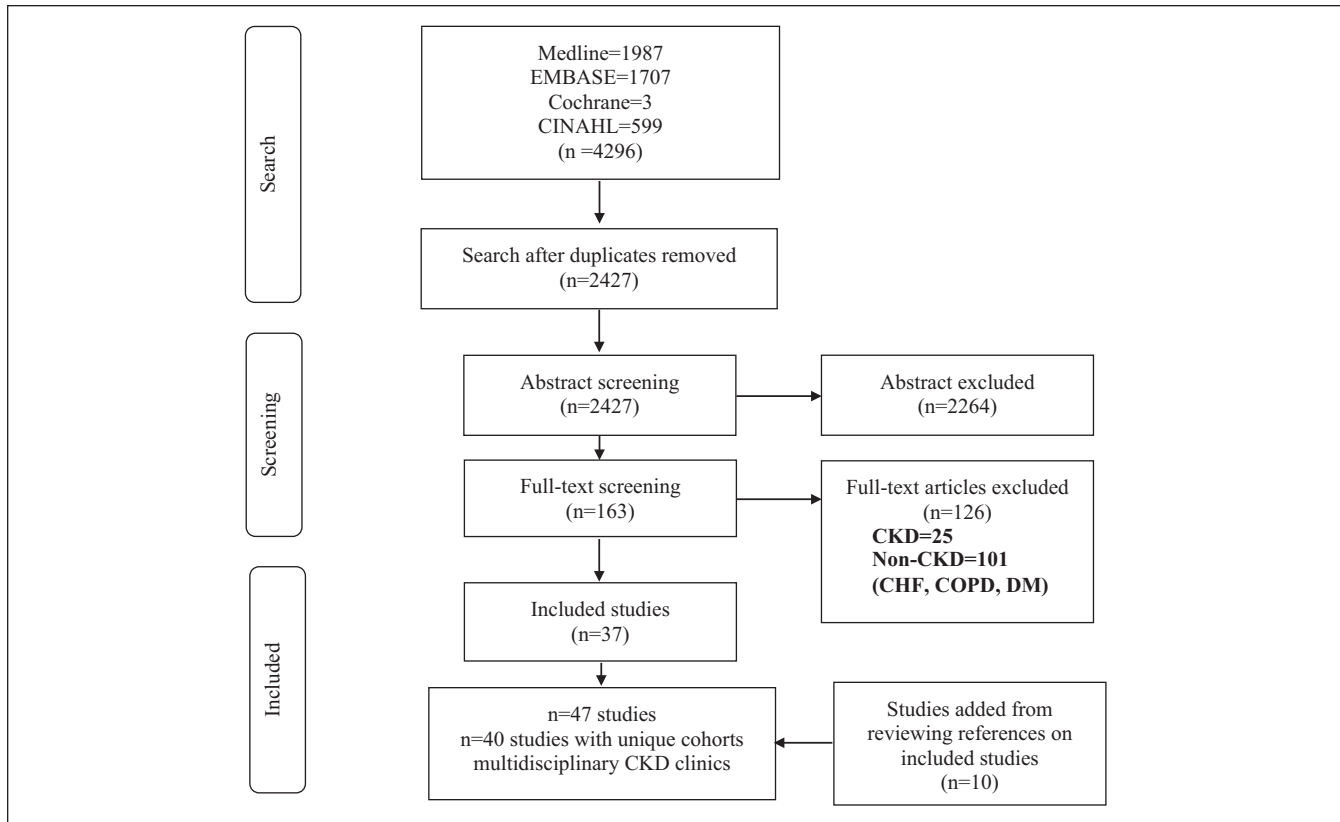 Search
Medline=1987
EMBASE=1707
Cochrane=3
CINAHL=599
(n =4296)
Search after duplicates removed
(n=2427)
Screening
Abstract screening
(n=2427)
Abstract excluded
(n=2264)
Full-text screening
(n=163)
Full-text articles excluded
(n=126)
CKD=25
Non-CKD=101
(CHF, COPD, DM)
Included
Included studies
(n=37)
n=47 studies
n=40 studies with unique cohorts
multidisciplinary CKD clinics
Studies added from
reviewing references on
included studies
(n=10)